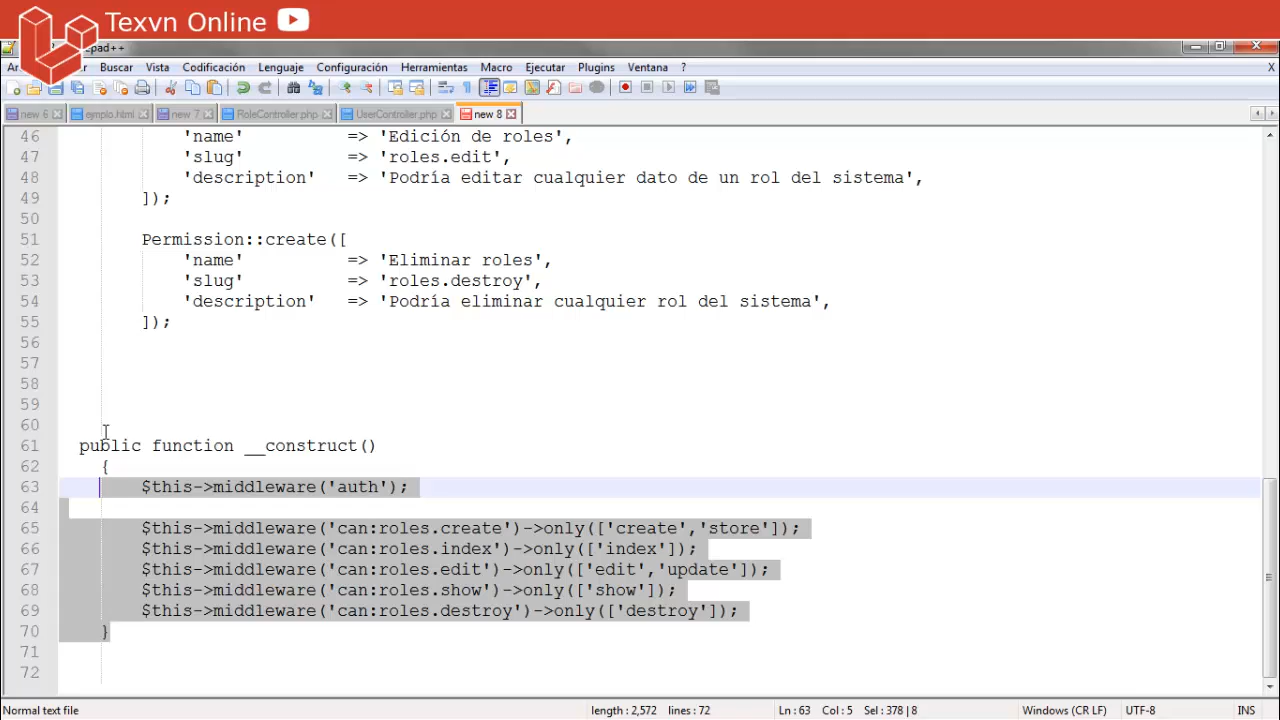 Texvn Online
pad++
Ar
Buscar Vista Codificación Lenguaje Configuración Herramientas Macro Ejecutar Plugins Ventana ? X
new 6 ejmplo.html new 7 RoleController.php UserController.php new 8
46 'name' => 'Edición de roles',
47 'slug' => 'roles.edit',
48 'description' => 'Podría editar cualquier dato de un rol del sistema',
49 ]);
50
51 Permission::create([
52 'name' => 'Eliminar roles',
53 'slug' => 'roles.destroy',
54 'description' => 'Podría eliminar cualquier rol del sistema',
55 ]);
56
57
58
59
60
61 public function __construct()
62 {
63 $this->middleware('auth');
64
65 $this->middleware('can:roles.create')->only(['create','store']);
66 $this->middleware('can:roles.index')->only(['index']);
67 $this->middleware('can:roles.edit')->only(['edit','update']);
68 $this->middleware('can:roles.show')->only(['show']);
69 $this->middleware('can:roles.destroy')->only(['destroy']);
70 }
71
72
Normal text file length : 2,572 lines : 72 Ln : 63 Col : 5 Sel : 378 | 8 Windows (CR LF) UTF-8 INS